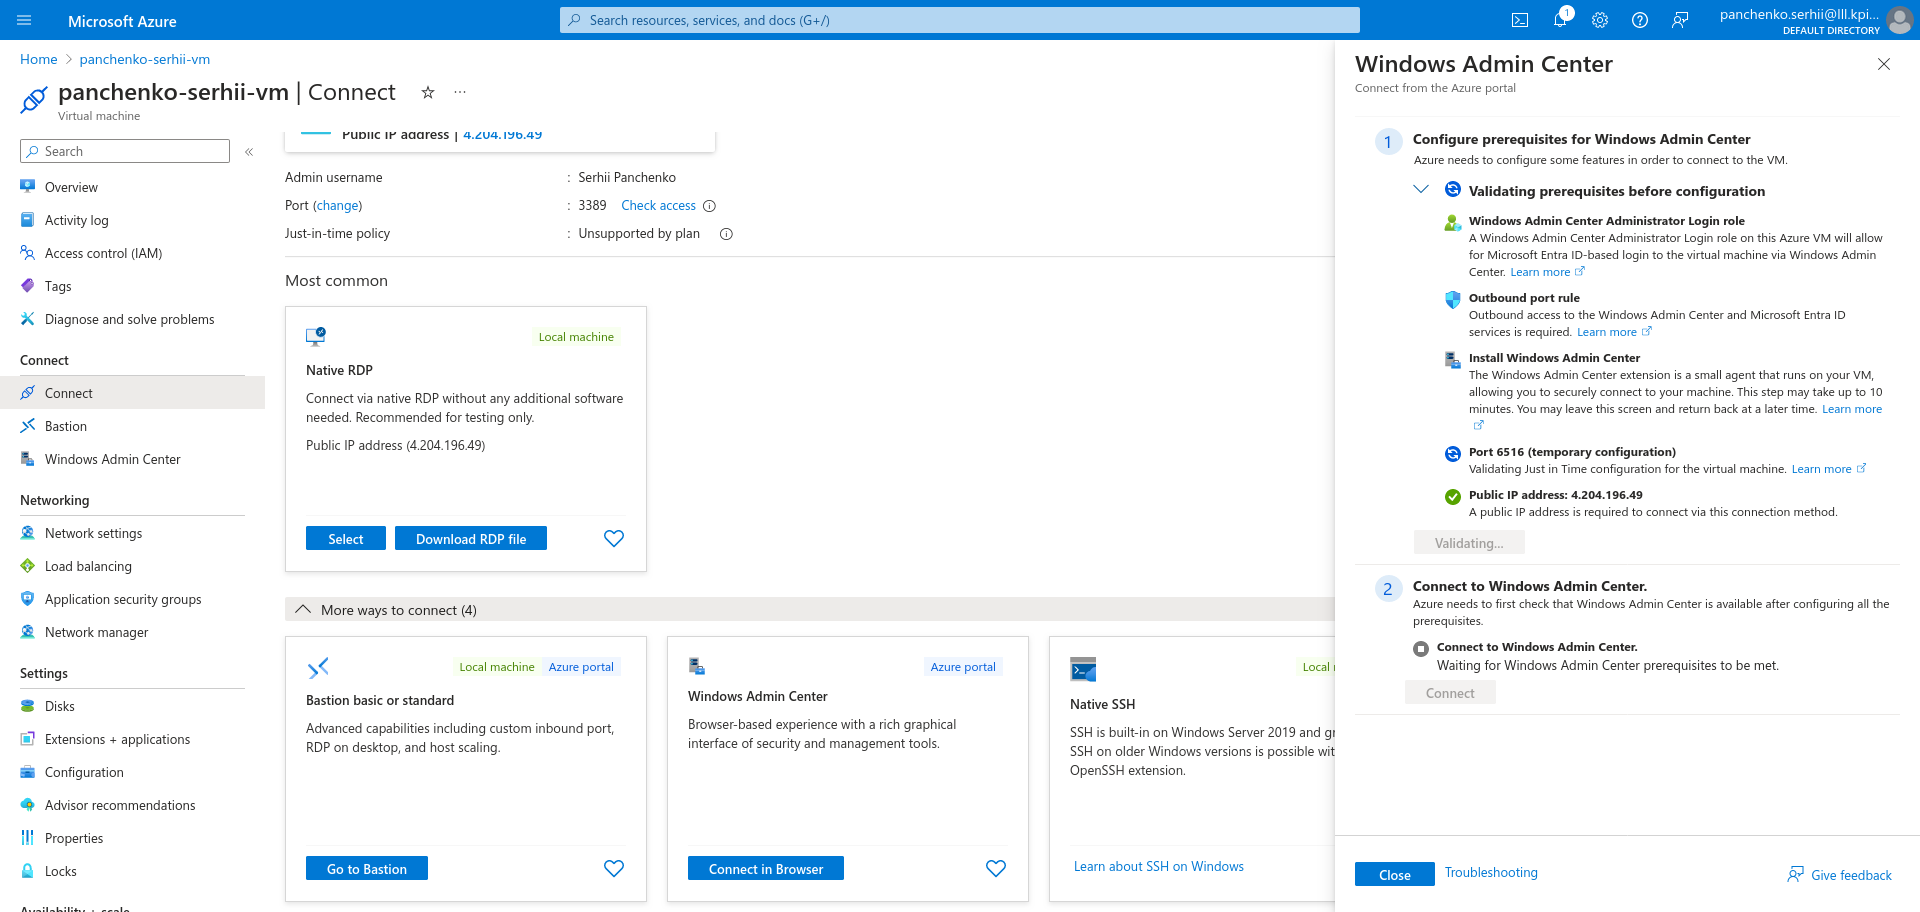 Microsoft Azure
Search resources, services, and docs (G+/)
1
panchenko.serhii@lll.kpi...
DEFAULT DIRECTORY
Home > panchenko-serhii-vm
panchenko-serhii-vm | Connect
Virtual machine
Search
Overview
Activity log
Access control (IAM)
Tags
Diagnose and solve problems
Connect
Connect
Bastion
Windows Admin Center
Networking
Network settings
Load balancing
Application security groups
Network manager
Settings
Disks
Extensions + applications
Configuration
Advisor recommendations
Properties
Locks
Availability + scale
Public IP address | 4.204.196.49
Admin username : Serhii Panchenko
Port (change) : 3389 Check access
Just-in-time policy : Unsupported by plan
Most common
Local machine
Native RDP
Connect via native RDP without any additional software
needed. Recommended for testing only.
Public IP address (4.204.196.49)
Select
Download RDP file
More ways to connect (4)
Local machine Azure portal
Bastion basic or standard
Advanced capabilities including custom inbound port,
RDP on desktop, and host scaling.
Go to Bastion
Azure portal
Windows Admin Center
Browser-based experience with a rich graphical
interface of security and management tools.
Connect in Browser
Local
Native SSH
SSH is built-in on Windows Server 2019 and
SSH on older Windows versions is possible
OpenSSH extension.
Learn about SSH on Windows
Windows Admin Center
Connect from the Azure portal
1 Configure prerequisites for Windows Admin Center
Azure needs to configure some features in order to connect to the VM.
Validating prerequisites before configuration
Windows Admin Center Administrator Login role
A Windows Admin Center Administrator Login role on this Azure VM will allow
for Microsoft Entra ID-based login to the virtual machine via Windows Admin
Center. Learn more
Outbound port rule
Outbound access to the Windows Admin Center and Microsoft Entra ID
services is required. Learn more
Install Windows Admin Center
The Windows Admin Center extension is a small agent that runs on your VM,
allowing you to securely connect to your machine. This step may take up to 10
minutes. You may leave this screen and return back at a later time. Learn more
Port 6516 (temporary configuration)
Validating Just in Time configuration for the virtual machine. Learn more
Public IP address: 4.204.196.49
A public IP address is required to connect via this connection method.
Validating...
2 Connect to Windows Admin Center.
Azure needs to first check that Windows Admin Center is available after configuring all the
prerequisites.
Connect to Windows Admin Center.
Waiting for Windows Admin Center prerequisites to be met.
Connect
Close
Troubleshooting
Give feedback